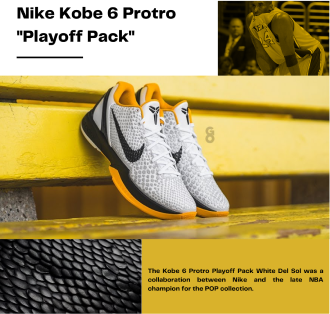 Nike Kobe 6 Protro
"Playoff Pack"
The Kobe 6 Protro Playoff Pack White Del Sol was a
collaboration between Nike and the late NBA
champion for the POP collection.